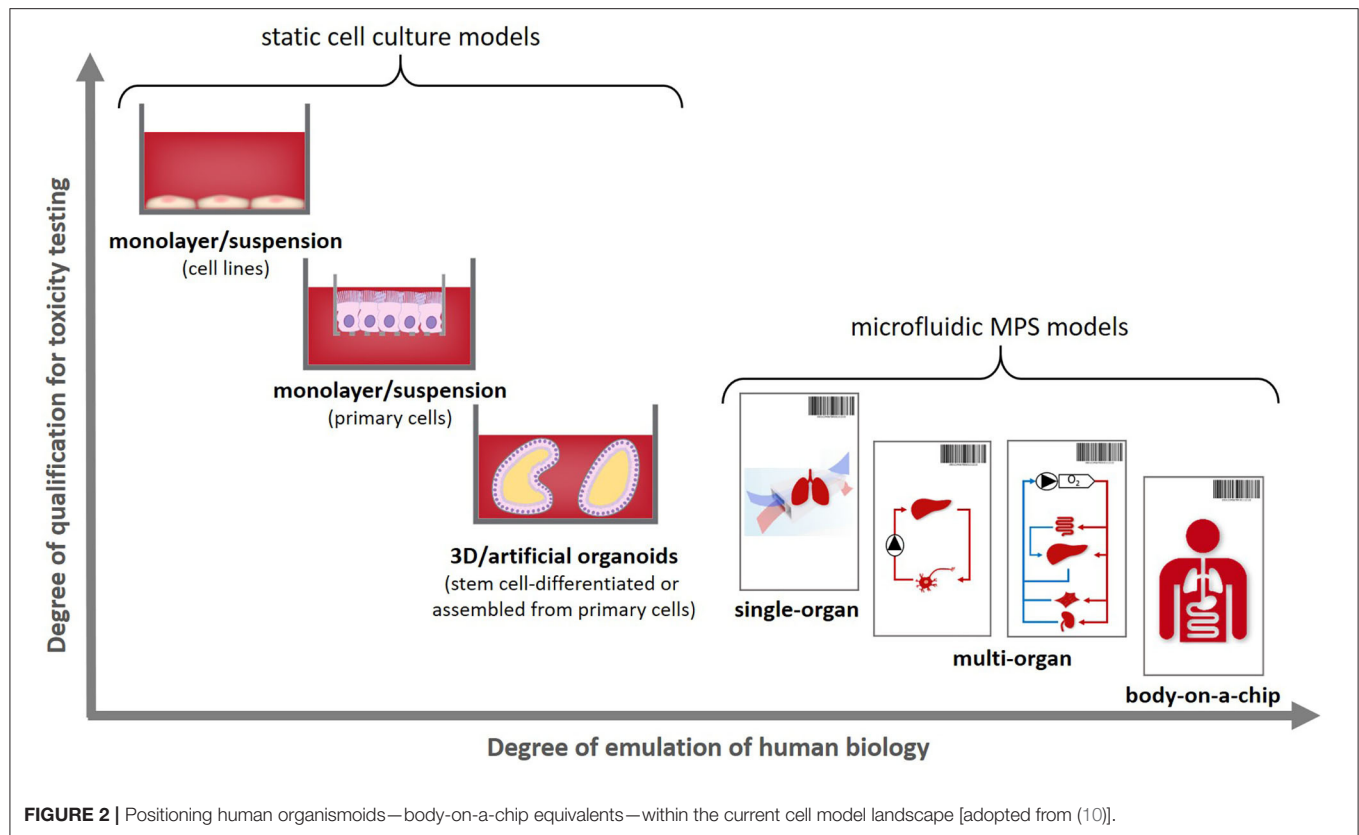 static cell culture models
Degree of qualification for toxicity testing
monolayer/suspension
(cell lines)
monolayer/suspension
(primary cells)
3D/artificial organoids
(stem cell-differentiated or
assembled from primary cells)
microfluidic MPS models
single-organ
O₂
multi-organ
body-on-a-chip
Degree of emulation of human biology
FIGURE 2 | Positioning human organismoids—body-on-a-chip equivalents—within the current cell model landscape [adopted from (10)].